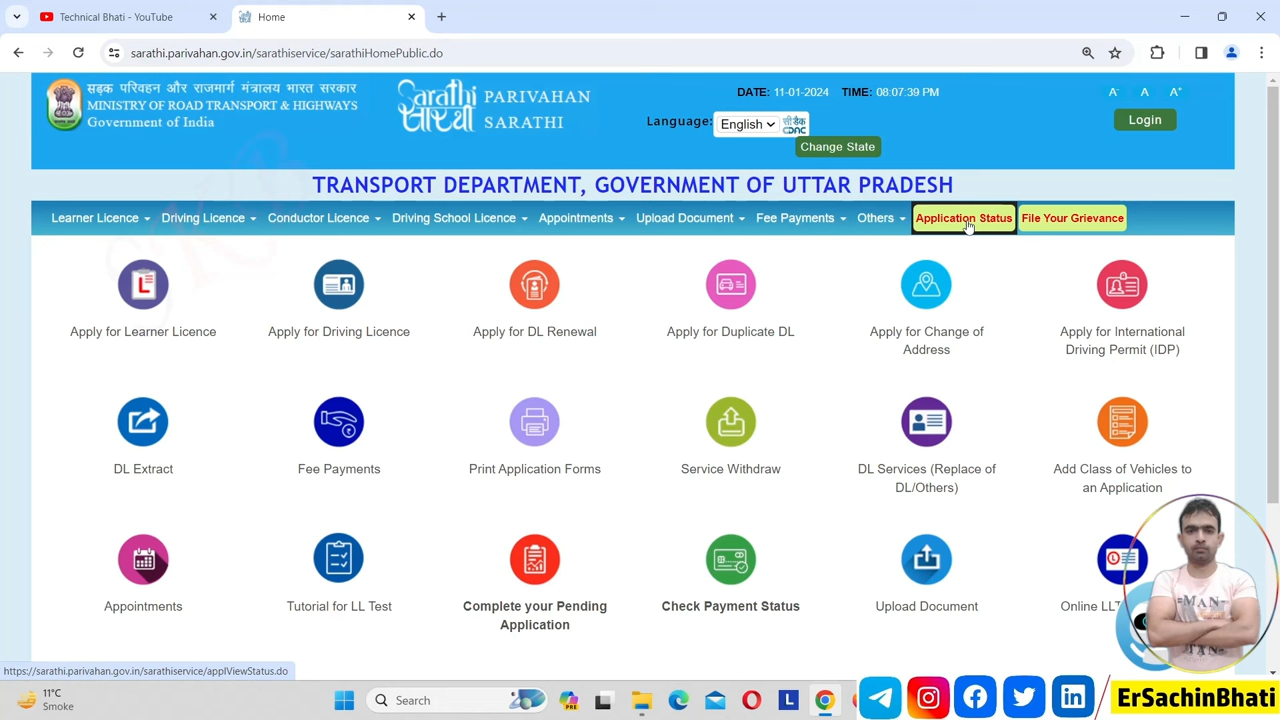 Technical Bhati - YouTube
Home
sarathi.parivahan.gov.in/sarathiservice/sarathiHomePublic.do
सड़क परिवहन और राजमार्ग मंत्रालय भारत सरकार
MINISTRY OF ROAD TRANSPORT & HIGHWAYS
Government of India
Sarathi
सारथी
PARIVAHAN
SARATHI
DATE: 11-01-2024 TIME: 08:07:39 PM
Language: English
सी डैक
CDAC
Change State
A- A A+
Login
TRANSPORT DEPARTMENT, GOVERNMENT OF UTTAR PRADESH
Learner Licence Driving Licence Conductor Licence Driving School Licence Appointments Upload Document Fee Payments Others Application Status File Your Grievance
L
Apply for Learner Licence
Apply for Driving Licence
Apply for DL Renewal
Apply for Duplicate DL
Apply for Change of
Address
Apply for International
Driving Permit (IDP)
DL Extract
Fee Payments
Print Application Forms
Service Withdraw
DL Services (Replace of
DL/Others)
Add Class of Vehicles to
an Application
Appointments
Tutorial for LL Test
Complete your Pending
Application
Check Payment Status
Upload Document
Online LLT
MAN
TAN
https://sarathi.parivahan.gov.in/sarathiservice/applViewStatus.do
11°C
Smoke
Search
PRE
L
ErSachinBhati